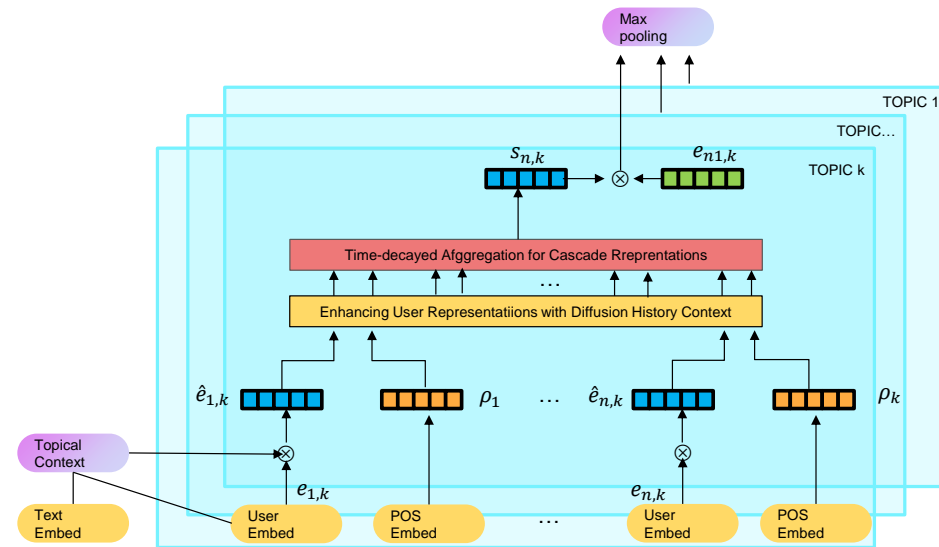 Max
pooling
TOPIC 1
TOPIC...
TOPIC k
s_{n,k}
e_{n1,k}
Time-decayed Afggregation for Cascade Rreprentations
...
Enhancing User Representatiions with Diffusion History Context
ê_{1,k}
ρ_1
...
ê_{n,k}
ρ_k
Topical
Context
e_{1,k}
e_{n,k}
Text
Embed
User
Embed
POS
Embed
...
User
Embed
POS
Embed